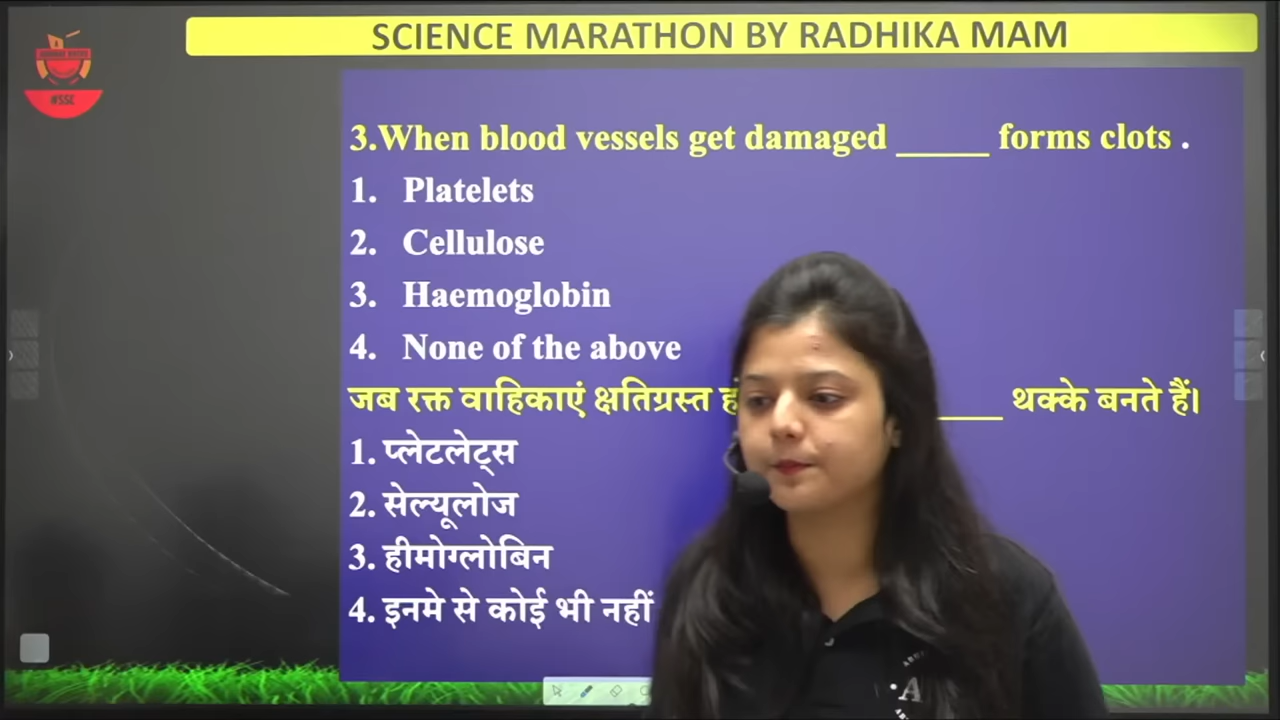 SCIENCE MARATHON BY RADHIKA MAM
#SSC
3.When blood vessels get damaged _____ forms clots .
1. Platelets
2. Cellulose
3. Haemoglobin
4. None of the above
जब रक्त वाहिकाएं क्षतिग्रस्त ____ थक्के बनते हैं।
1. प्लेटलेट्स
2. सेल्यूलोज
3. हीमोग्लोबिन
4. इनमे से कोई भी नहीं
A